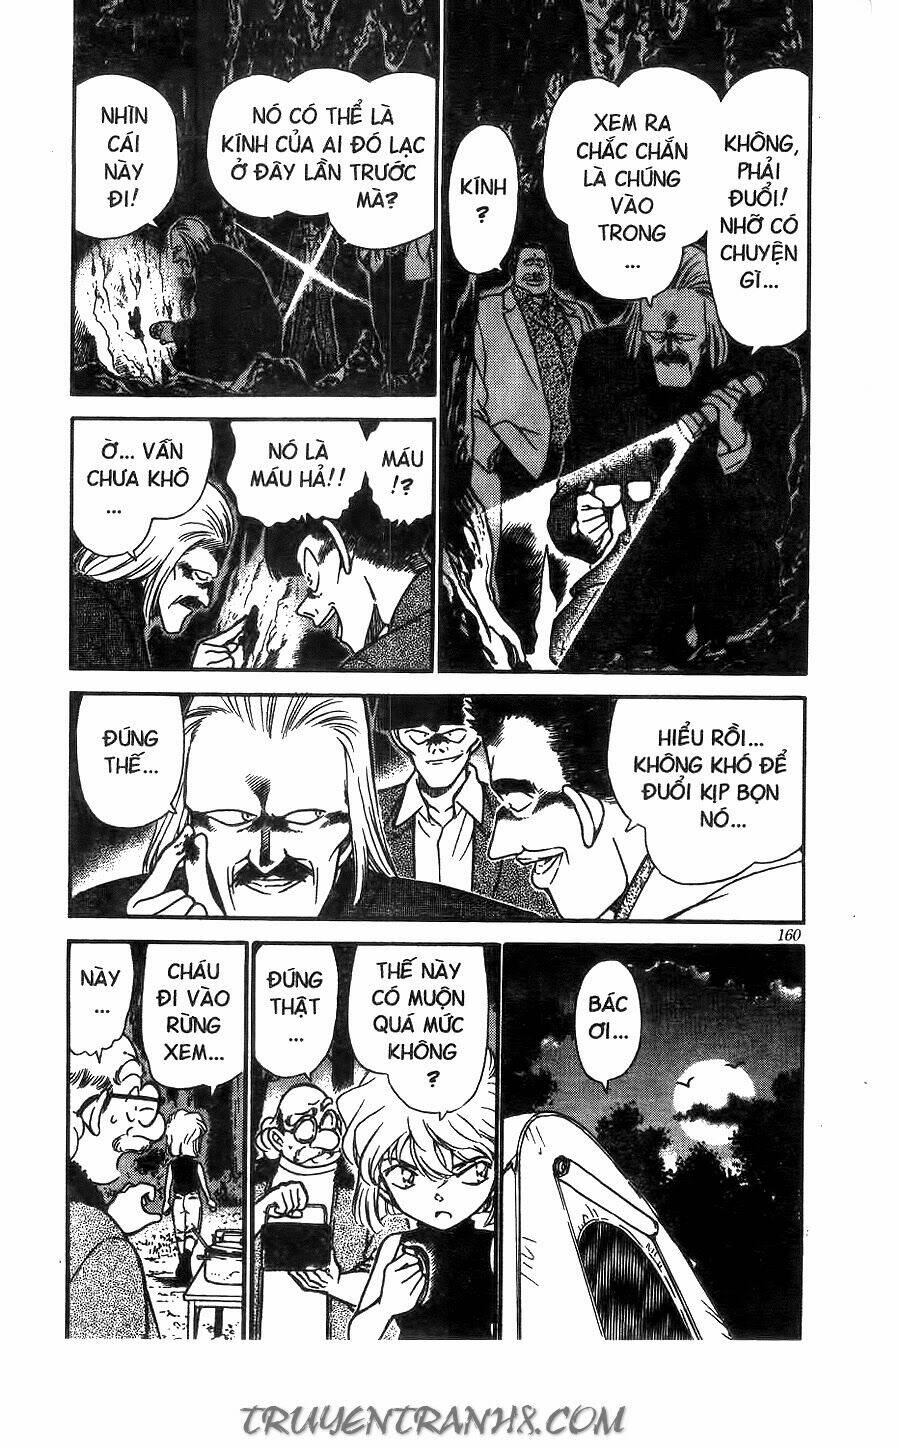 KHÔNG,
PHẢI
ĐUỔI!
NHỠ CÓ
CHUYỆN
GÌ...
XEM RA
CHẮC CHẮN
LÀ CHÚNG
VÀO
TRONG
...
KÍNH
?
NÓ CÓ THỂ LÀ
KÍNH CỦA AI ĐÓ LẠC
Ở ĐÂY LẦN TRƯỚC
MÀ?
NHÌN
CÁI
NÀY
ĐI!
MÁU
!?
NÓ LÀ
MÁU HẢ!!
Ờ... VẪN
CHƯA KHÔ
...
HIỂU RỒI...
KHÔNG KHÓ ĐỂ
ĐUỔI KỊP BỌN
NÓ...
ĐÚNG
THẾ...
160
BÁC
ƠI...
THẾ NÀY
CÓ MUỘN
QUÁ MỨC
KHÔNG
?
ĐÚNG
THẬT
...
CHÁU
ĐI VÀO
RỪNG
XEM...
NÀY
...
TRUYENTRANH8.COM